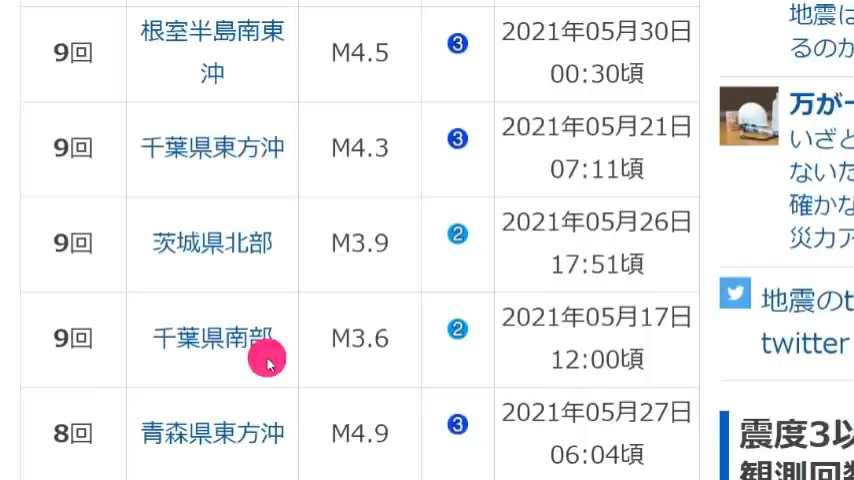 9回 根室半島南東沖 M4.5 3 2021年05月30日 00:30頃
9回 千葉県東方沖 M4.3 3 2021年05月21日 07:11頃
9回 茨城県北部 M3.9 2 2021年05月26日 17:51頃
9回 千葉県南部 M3.6 2 2021年05月17日 12:00頃
8回 青森県東方沖 M4.9 3 2021年05月27日 06:04頃
地震は
るのか
万が一
いざと
ないた
確かな
災力ア
地震のt
twitter
震度3以
観測回数